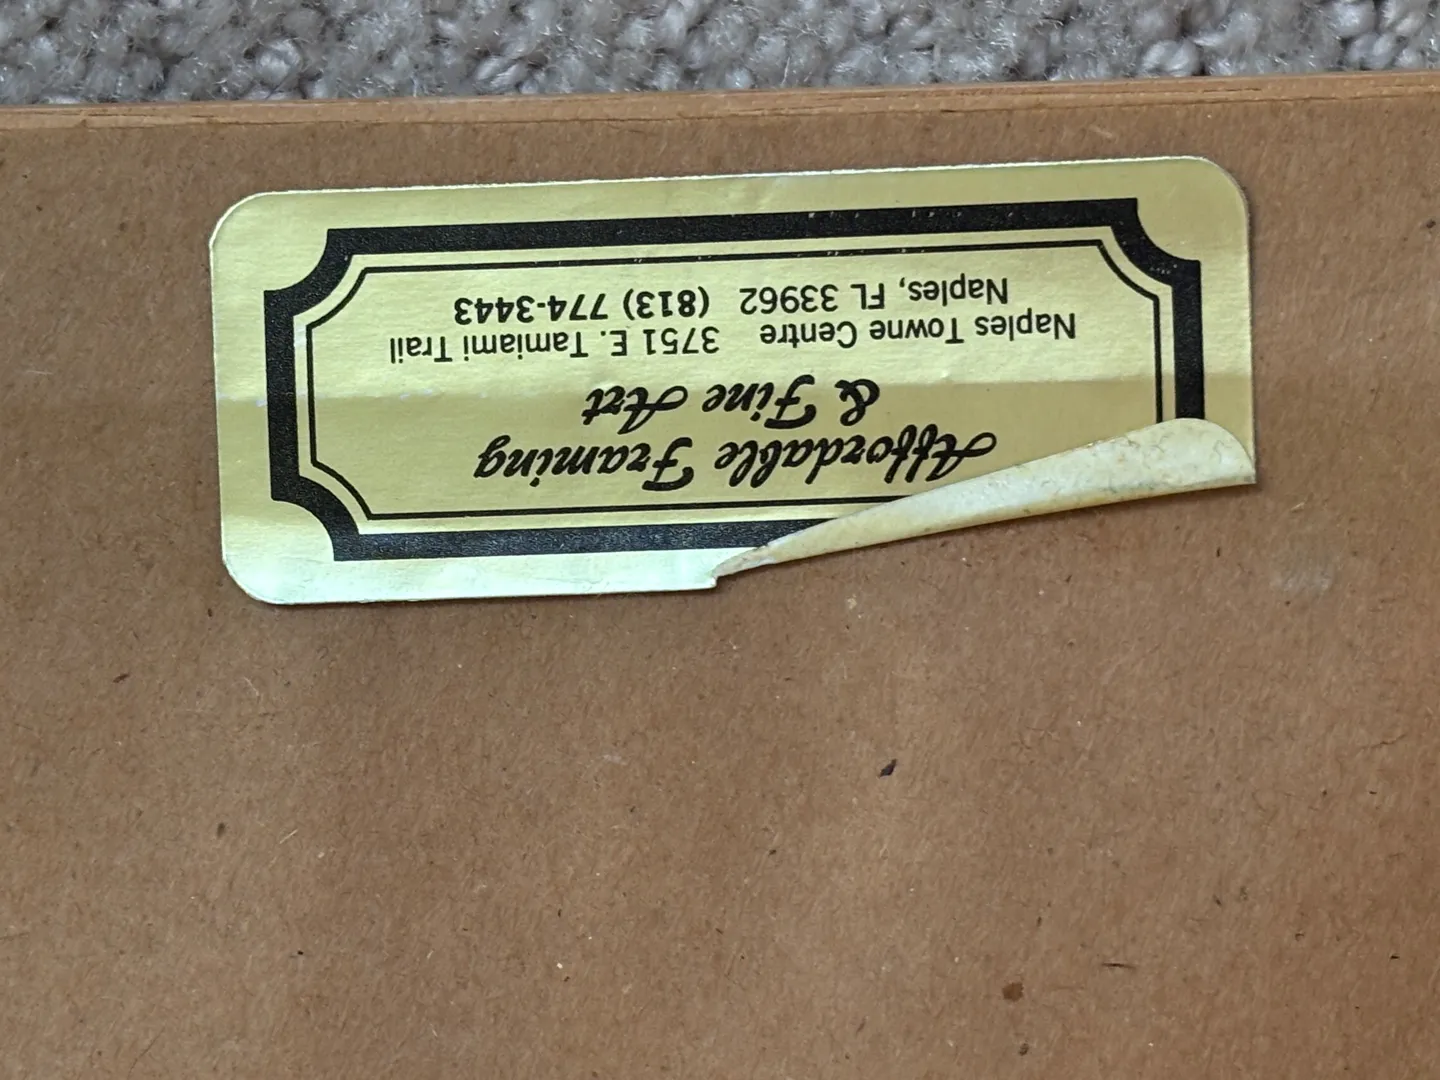 Affordable Framing
& Fine Art
Naples Towne Centre 3751 E. Tamiami Trail
Naples, FL 33962 (813) 774-3443